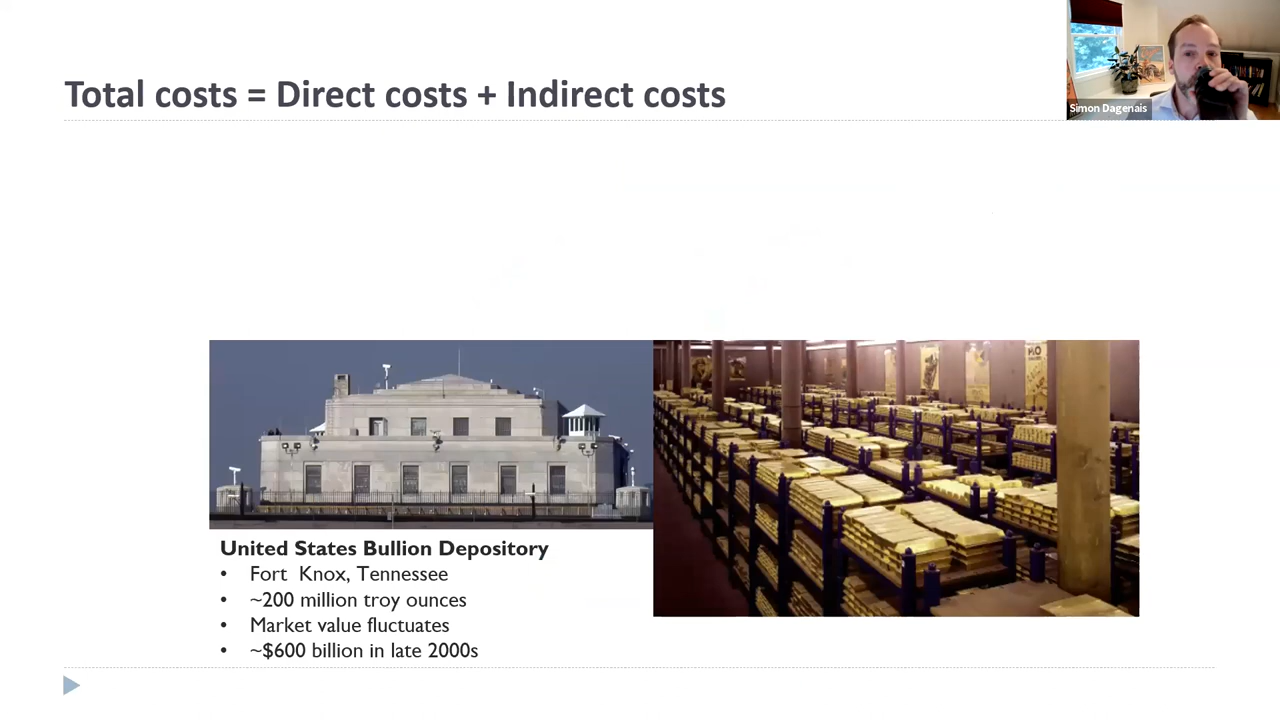 Total costs = Direct costs + Indirect costs
Simon Dagenais
United States Bullion Depository
• Fort Knox, Tennessee
• ~200 million troy ounces
• Market value fluctuates
• ~$600 billion in late 2000s